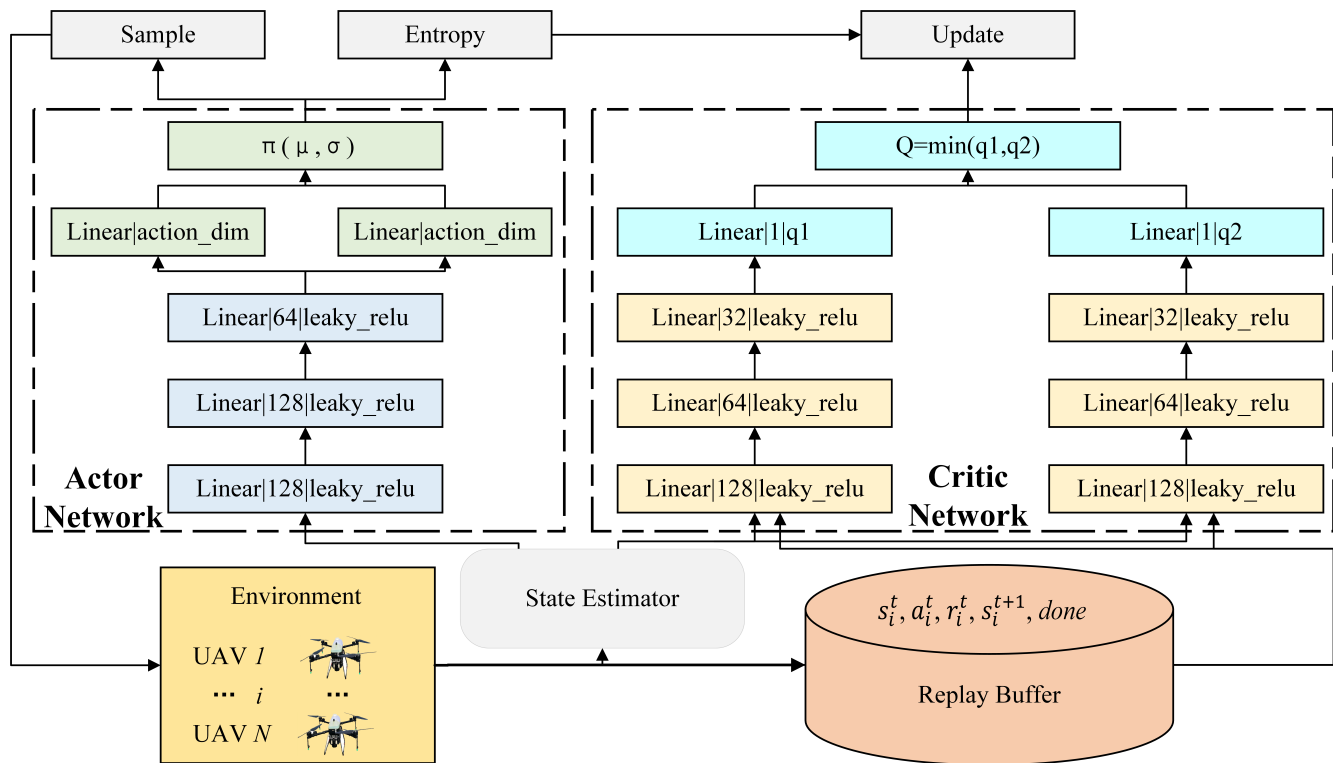 Sample
Entropy
Update
π ( μ , σ )
Q=min(q1,q2)
Linear|action_dim
Linear|action_dim
Linear|1|q1
Linear|1|q2
Linear|64|leaky_relu
Linear|32|leaky_relu
Linear|32|leaky_relu
Linear|128|leaky_relu
Linear|64|leaky_relu
Linear|64|leaky_relu
Actor
Network
Linear|128|leaky_relu
Linear|128|leaky_relu
Critic
Network
Linear|128|leaky_relu
Environment
UAV 1
··· i ···
UAV N
State Estimator
$s_i^t, a_i^t, r_i^t, s_i^{t+1}, done$
Replay Buffer